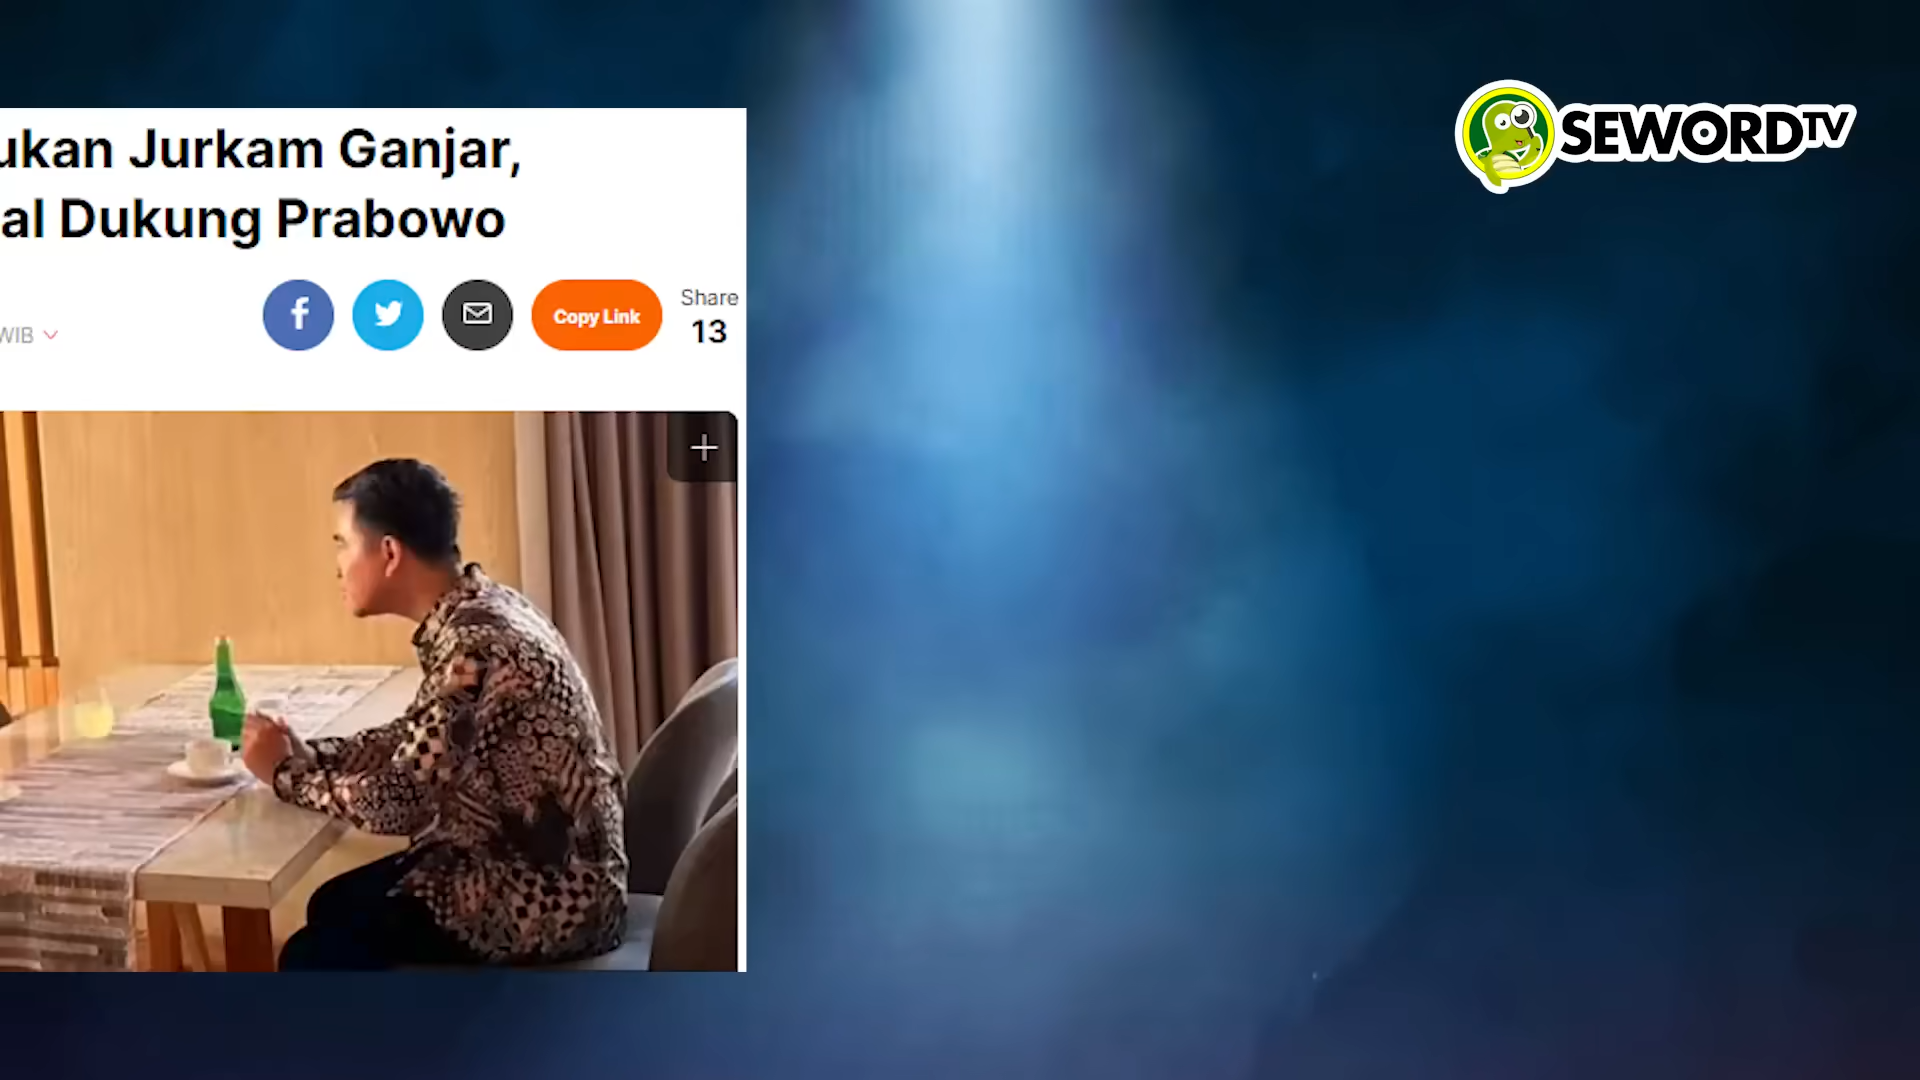 ukan Jurkam Ganjar,
al Dukung Prabowo
WIB
f
Copy Link
Share
13
SEWORDTV